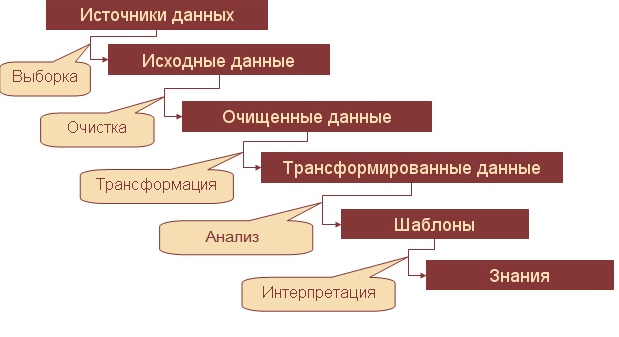 Источники данных
Выборка
Исходные данные
Очистка
Очищенные данные
Трансформация
Трансформированные данные
Анализ
Шаблоны
Интерпретация
Знания